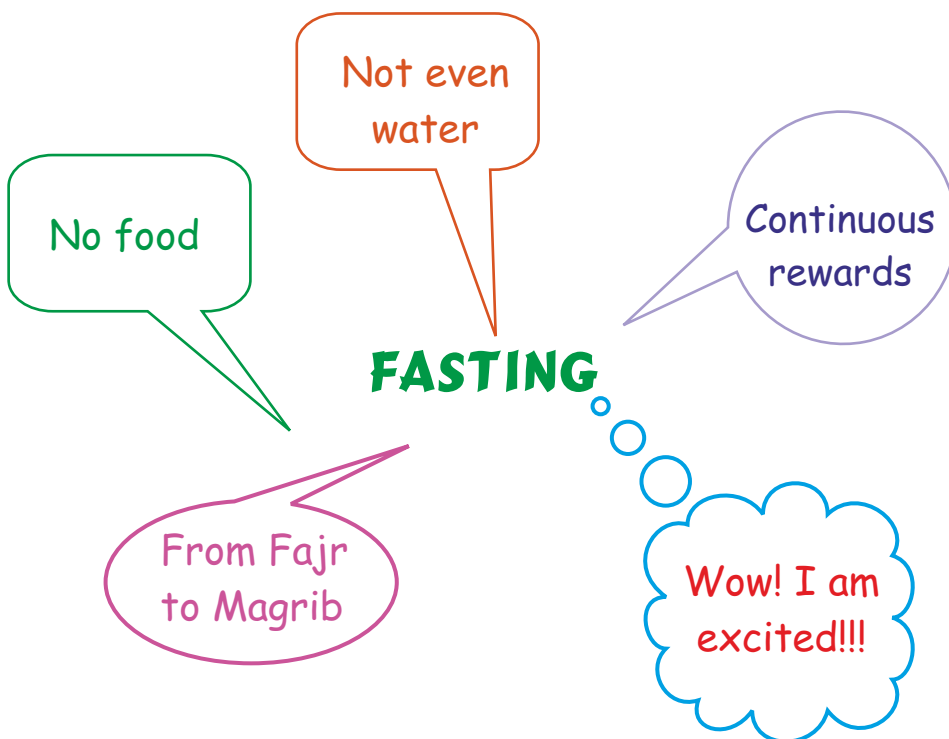 Not even
water
No food
Continuous
rewards
FASTING
From Fajr
to Magrib
Wow! I am
excited!!!